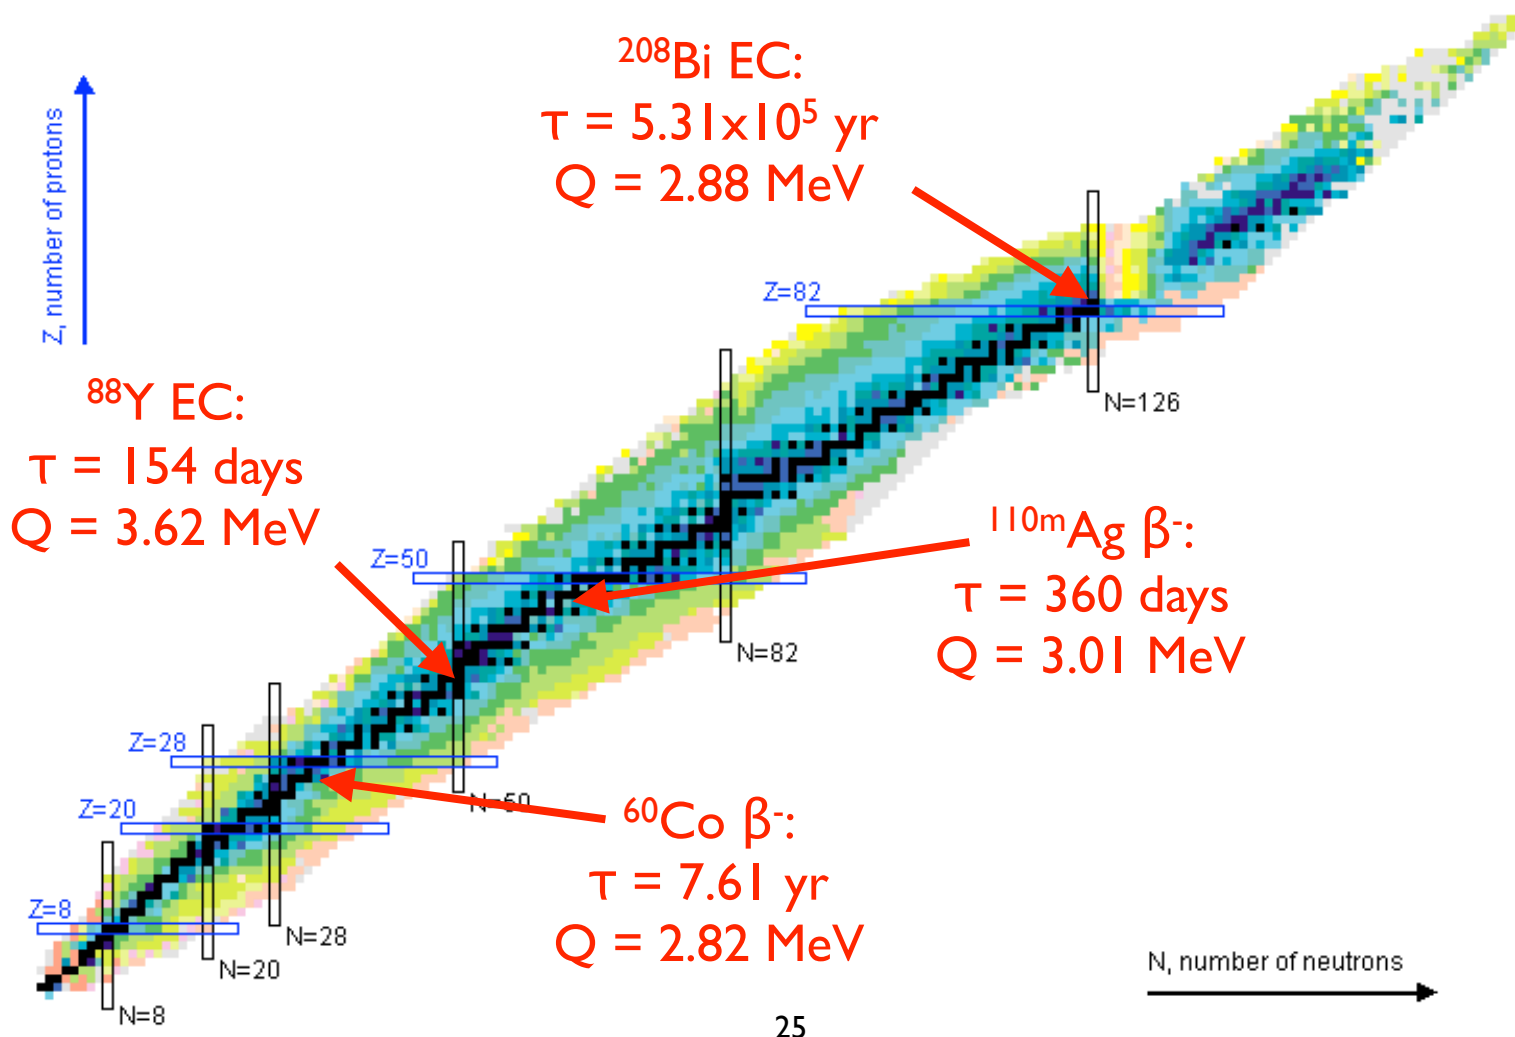 ²⁰⁸Bi EC:
τ = 5.31x10⁵ yr
Q = 2.88 MeV
Z, number of protons
Z=82
N=126
⁸⁸Y EC:
τ = 154 days
Q = 3.62 MeV
Z=50
¹¹⁰ᵐAg β⁻:
τ = 360 days
Q = 3.01 MeV
N=82
Z=28
N=50
Z=20
⁶⁰Co β⁻:
τ = 7.61 yr
Q = 2.82 MeV
Z=8
N=28
N=20
N=8
N, number of neutrons
25